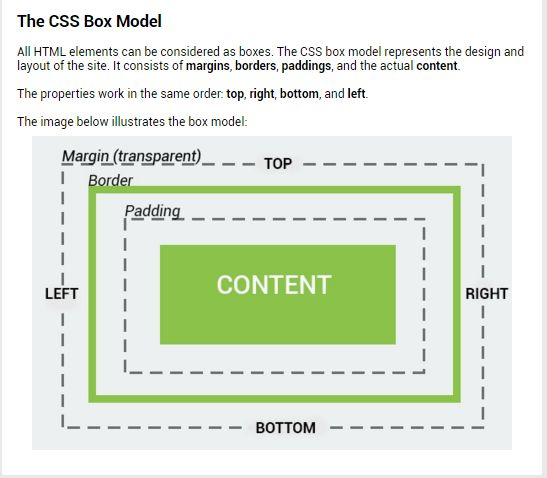 The CSS Box Model
All HTML elements can be considered as boxes. The CSS box model represents the design and
layout of the site. It consists of margins, borders, paddings, and the actual content.
The properties work in the same order: top, right, bottom, and left.
The image below illustrates the box model:
Margin (transparent)
TOP
Border
Padding
CONTENT
LEFT
RIGHT
BOTTOM